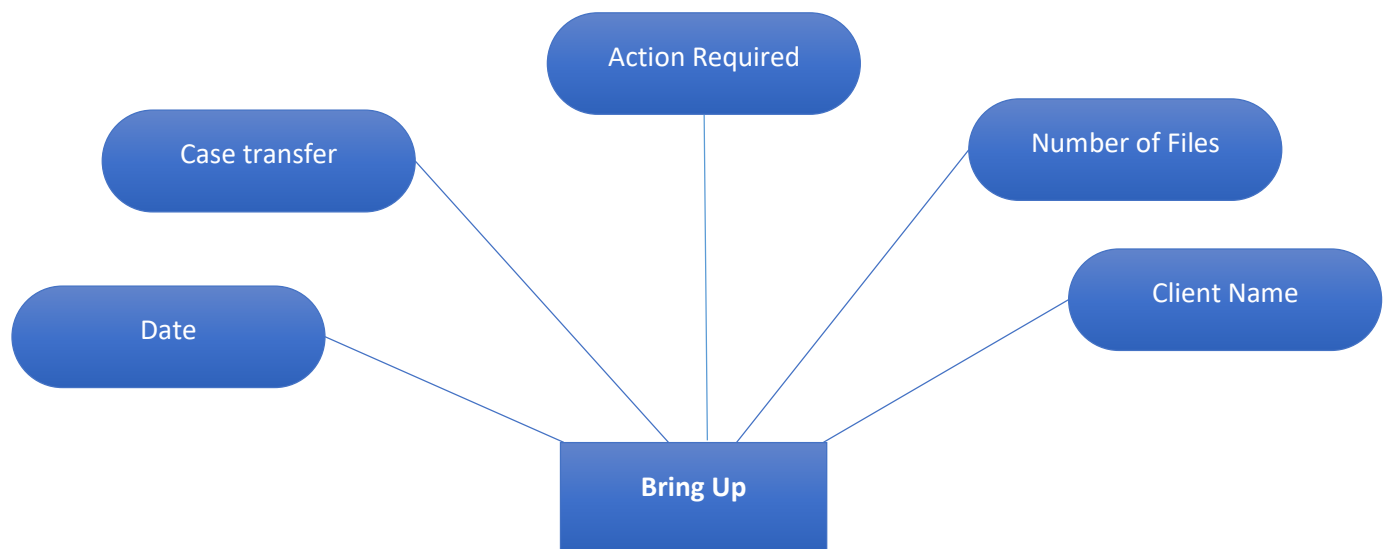 Action Required
Case transfer
Number of Files
Date
Client Name
Bring Up